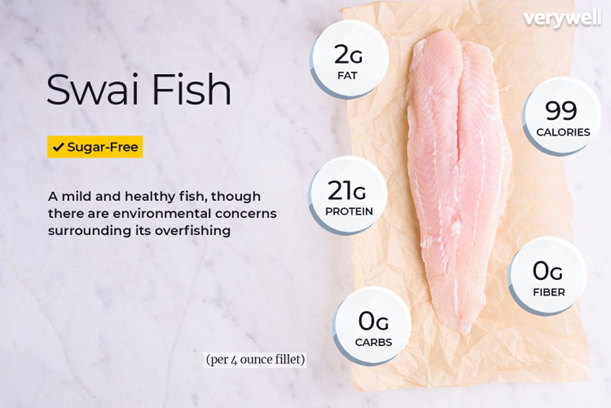 verywell
Swai Fish
✓ Sugar-Free
A mild and healthy fish, though
there are environmental concerns
surrounding its overfishing
2G
FAT
99
CALORIES
21G
PROTEIN
0G
FIBER
0G
CARBS
(per 4 ounce fillet)